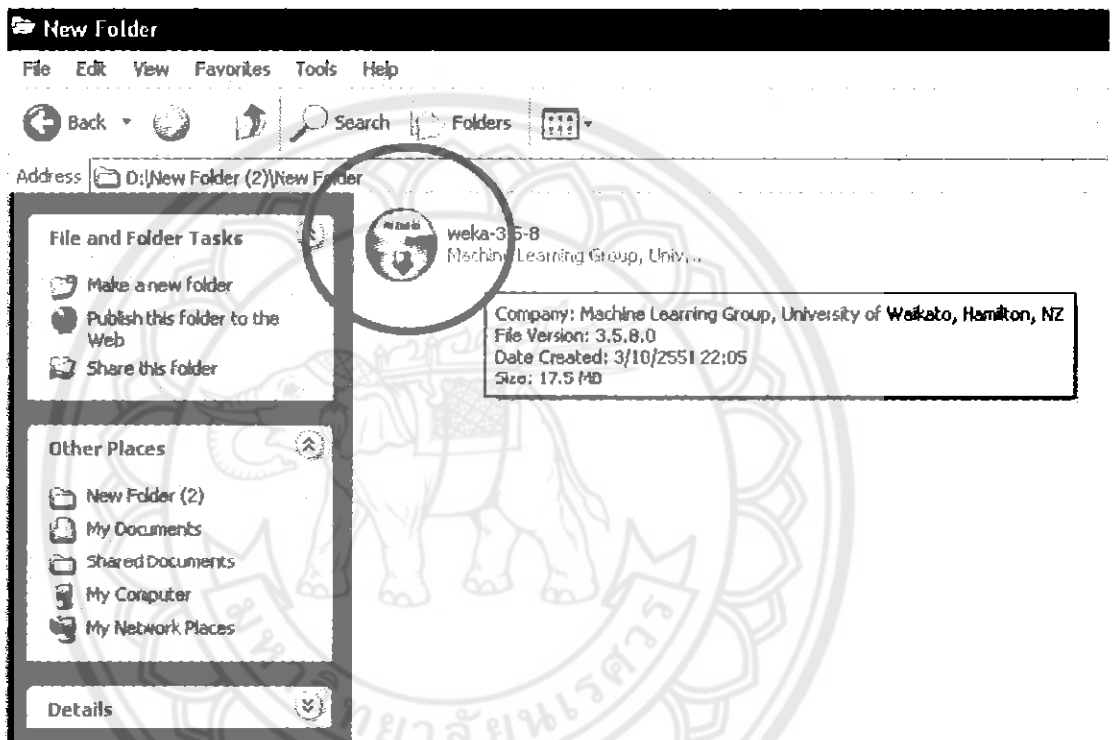 New Folder
File Edit View Favorites Tools Help
Back Search Folders
Address D:\New Folder (2)\New Folder
File and Folder Tasks
Make a new folder
Publish this folder to the
Web
Share this folder
Other Places
New Folder (2)
My Documents
Shared Documents
My Computer
My Network Places
Details
weka-3-5-8
Machine Learning Group, Univ...
Company: Machine Learning Group, University of Waikato, Hamilton, NZ
File Version: 3.5.8.0
Date Created: 3/10/2551 22:05
Size: 17.5 MB